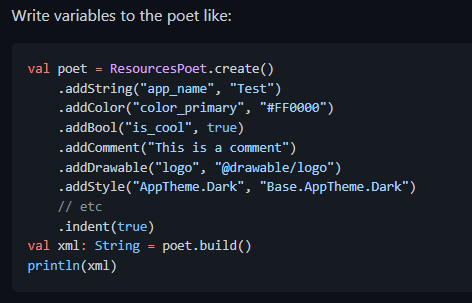 Write variables to the poet like:
val poet = ResourcesPoet.create()
    .addString("app_name", "Test")
    .addColor("color_primary", "#FF0000")
    .addBool("is_cool", true)
    .addComment("This is a comment")
    .addDrawable("logo", "@drawable/logo")
    .addStyle("AppTheme.Dark", "Base.AppTheme.Dark")
    // etc
    .indent(true)
val xml: String = poet.build()
println(xml)